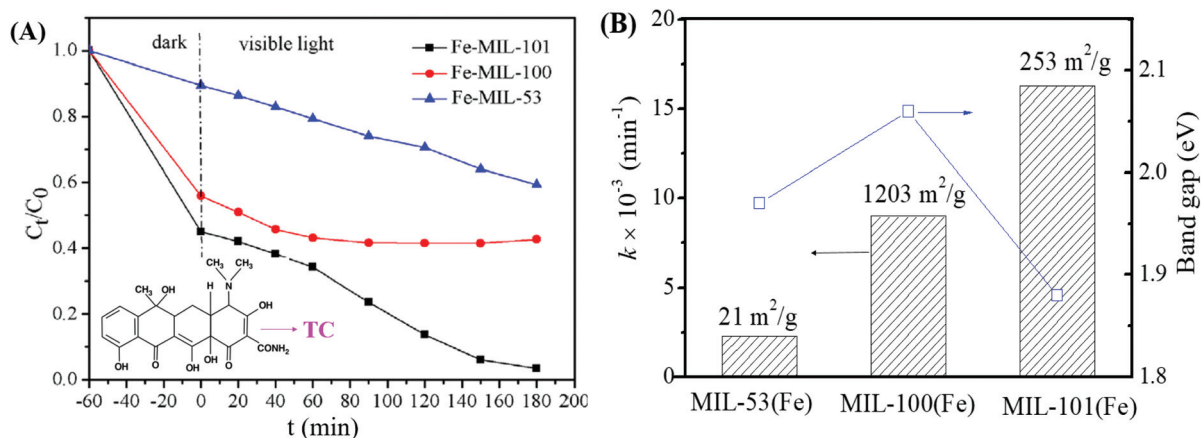 (A)
dark
visible light
Fe-MIL-101
Fe-MIL-100
Fe-MIL-53
Cₜ/C₀
1.0
0.8
0.6
0.4
0.2
0.0
CH₃
CH₃
N
CH₃
OH
H
OH
TC
CONH₂
OH
O
OH
OH
O
-60 -40 -20 0 20 40 60 80 100 120 140 160 180 200
t (min)
(B)
k × 10⁻³ (min⁻¹)
20
15
10
5
0
21 m²/g
1203 m²/g
253 m²/g
MIL-53(Fe) MIL-100(Fe) MIL-101(Fe)
2.1
2.0
1.9
1.8
Band gap (eV)